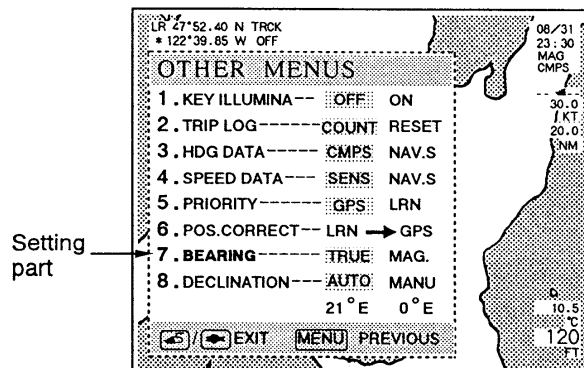 LR 47°52.40 N TRCK
* 122°39.85 W OFF
08/31
23:30
MAG
CMPS
OTHER MENUS
1.KEY ILLUMINA-- OFF ON
2.TRIP LOG------COUNT RESET
3.HDG DATA----- CMPS NAV.S
4.SPEED DATA--- SENS NAV.S
5.PRIORITY----- GPS LRN
6.POS.CORRECT-- LRN → GPS
7.BEARING------ TRUE MAG.
8.DECLINATION-- AUTO MANU
21°E 0°E
/ EXIT MENU PREVIOUS
30.0
KT
20.0
NM
Setting
part
10.5
°C
120
FT